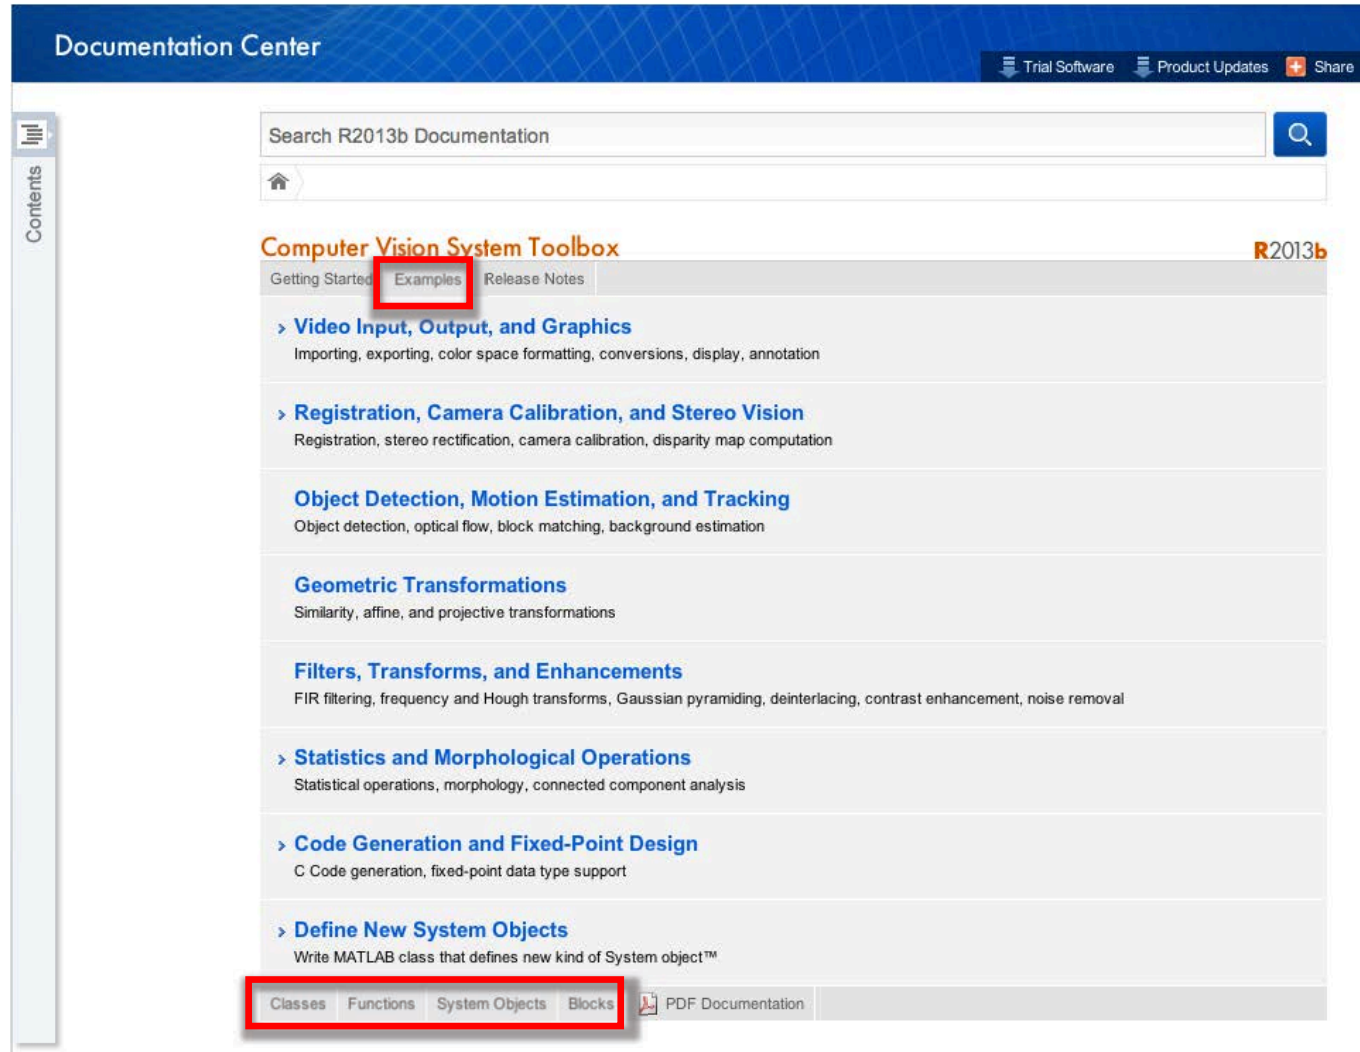 Documentation Center
Trial Software Product Updates Share
Contents
Search R2013b Documentation
Computer Vision System Toolbox R2013b
Getting Started Examples Release Notes
Video Input, Output, and Graphics
Importing, exporting, color space formatting, conversions, display, annotation
Registration, Camera Calibration, and Stereo Vision
Registration, stereo rectification, camera calibration, disparity map computation
Object Detection, Motion Estimation, and Tracking
Object detection, optical flow, block matching, background estimation
Geometric Transformations
Similarity, affine, and projective transformations
Filters, Transforms, and Enhancements
FIR filtering, frequency and Hough transforms, Gaussian pyramiding, deinterlacing, contrast enhancement, noise removal
Statistics and Morphological Operations
Statistical operations, morphology, connected component analysis
Code Generation and Fixed-Point Design
C Code generation, fixed-point data type support
Define New System Objects
Write MATLAB class that defines new kind of System object™
Classes Functions System Objects Blocks PDF Documentation